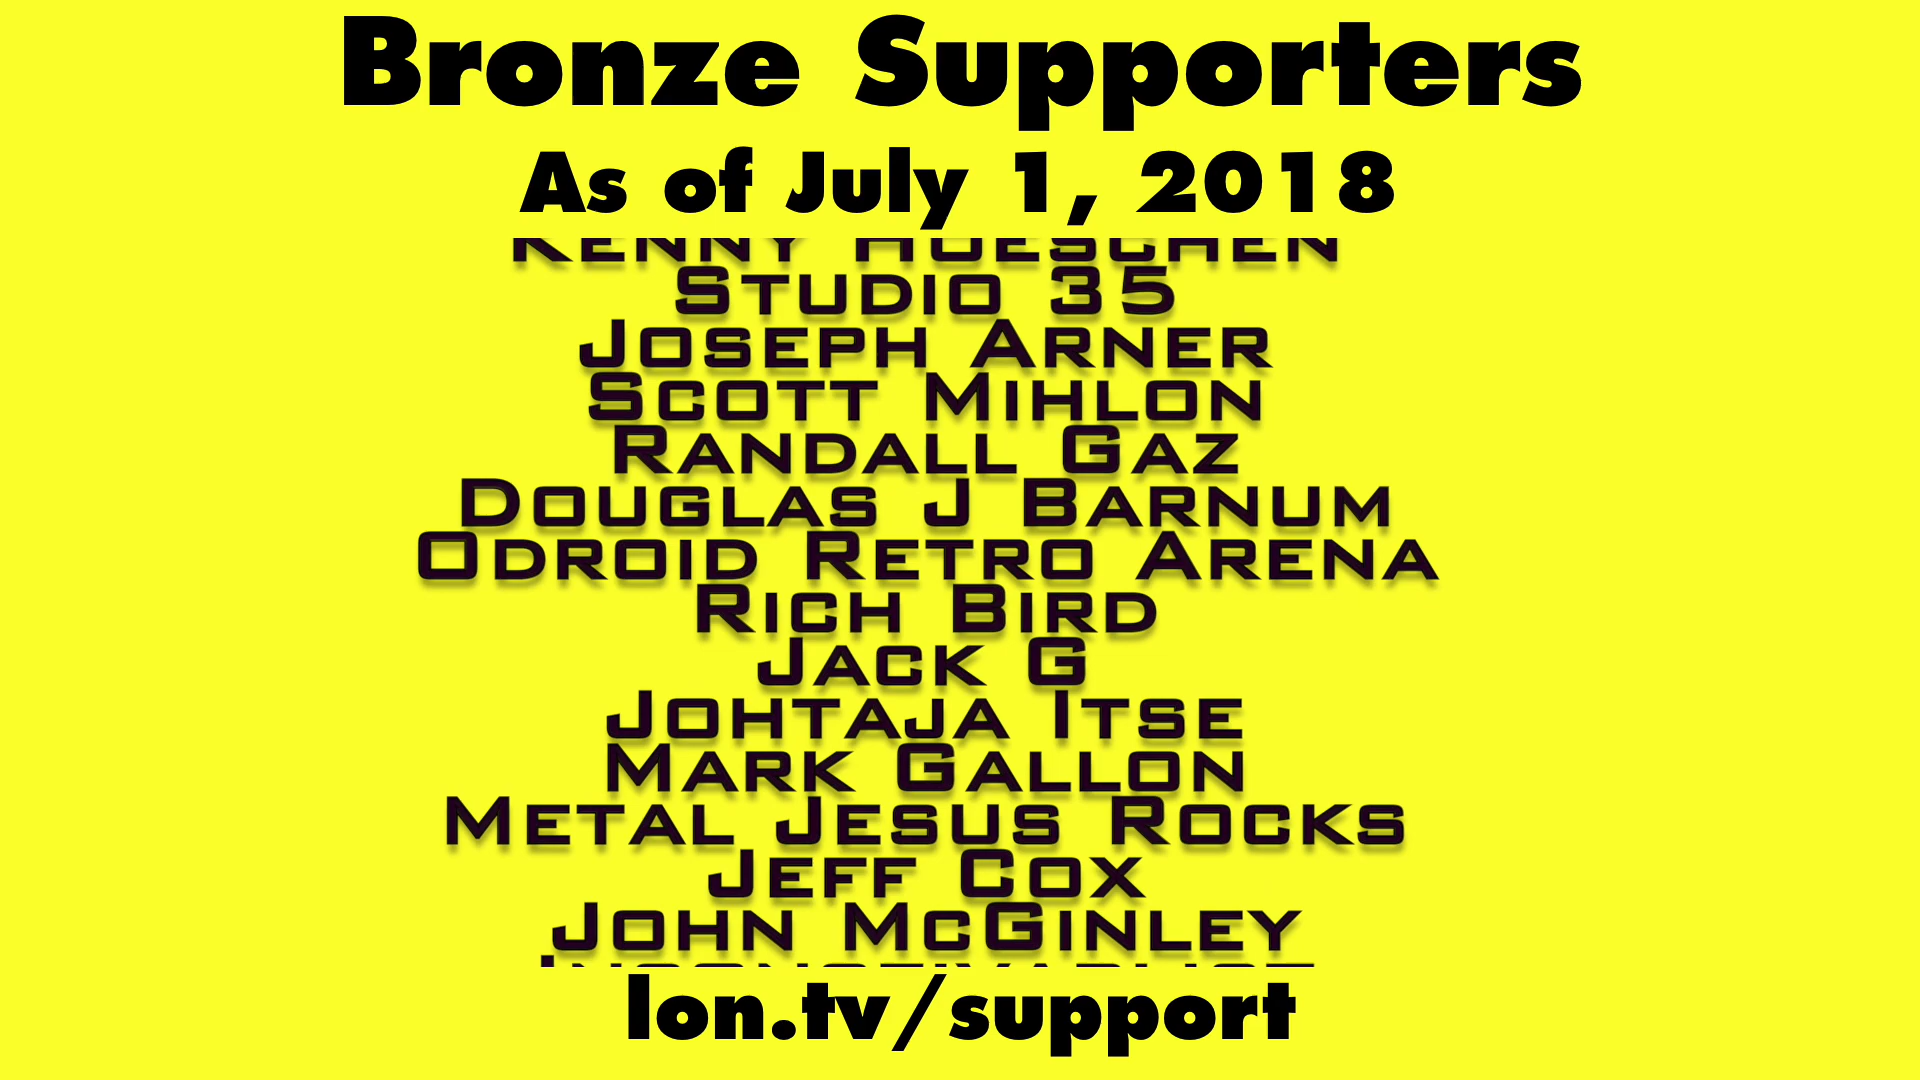 Bronze Supporters
As of July 1, 2018
Kenny
Studio 35
Joseph Arner
Scott Mihlon
Randall Gaz
Douglas J Barnum
Odroid Retro Arena
Rich Bird
Jack G
Johtaja Itse
Mark Gallon
Metal Jesus Rocks
Jeff Cox
John McGinley
lon.tv/support